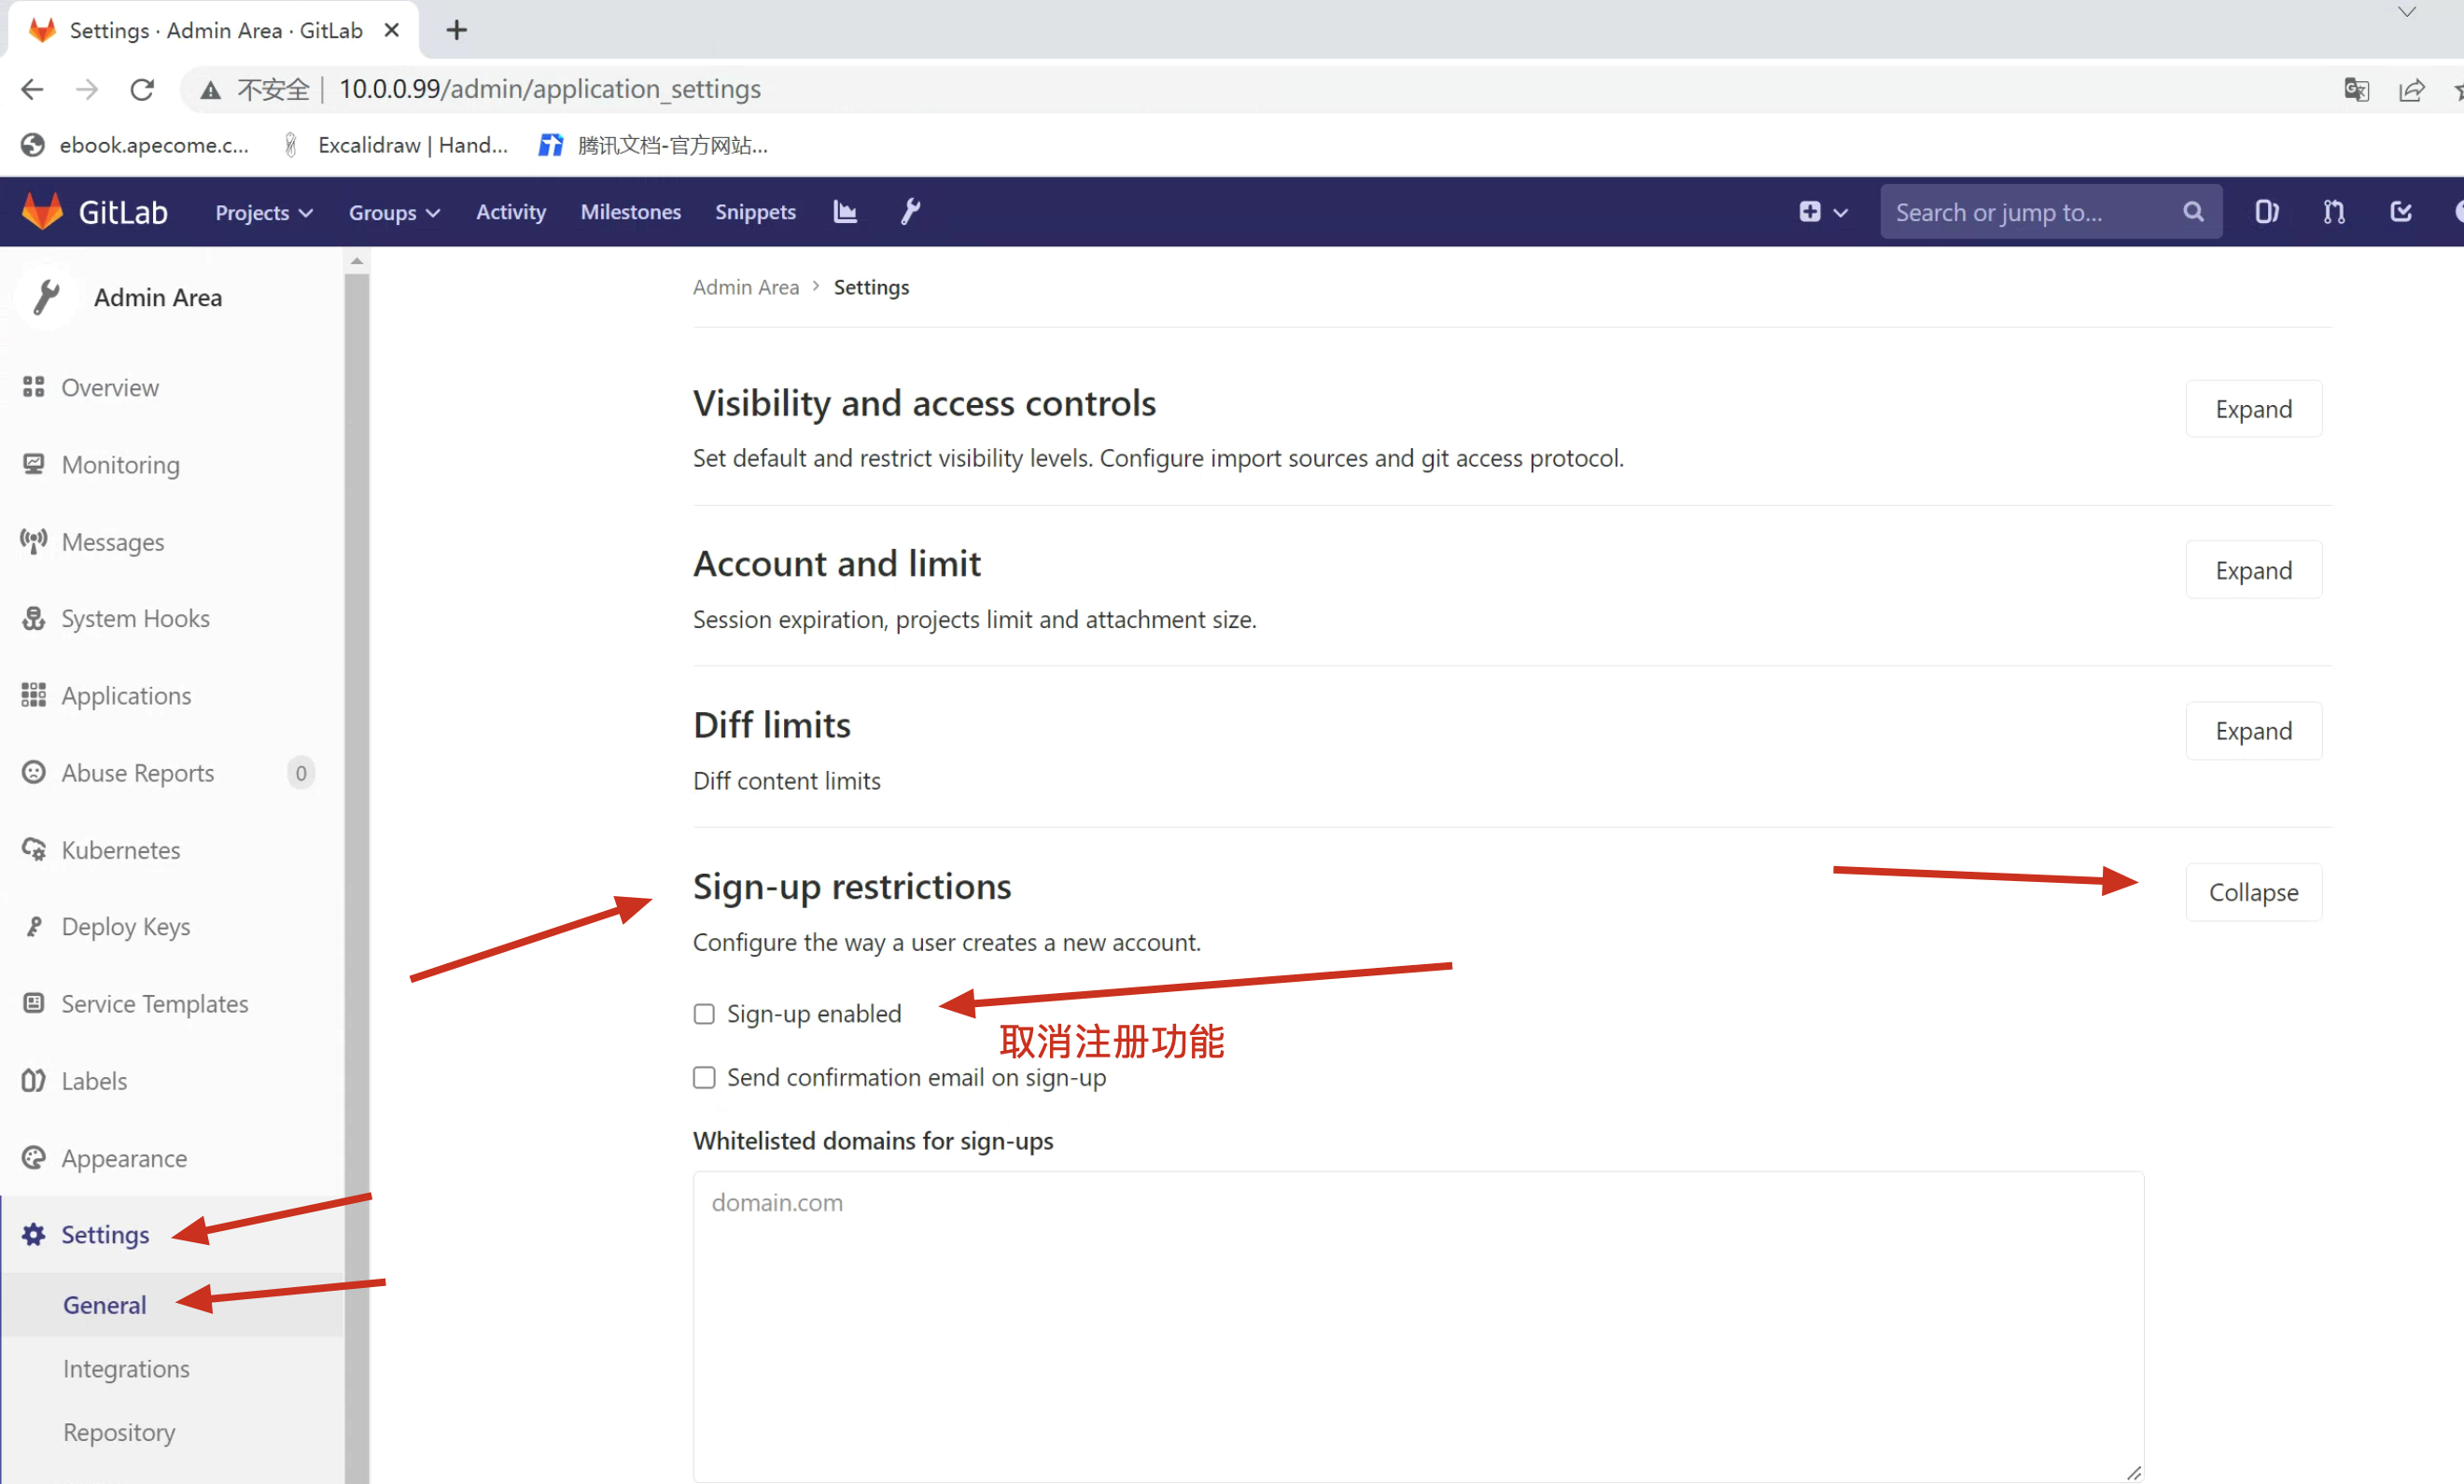 Settings · Admin Area · GitLab
不安全 10.0.0.99/admin/application_settings
ebook.apecome.c...
Excalidraw | Hand...
腾讯文档-官方网站...
GitLab
Projects
Groups
Activity
Milestones
Snippets
Search or jump to...
Admin Area
Overview
Monitoring
Messages
System Hooks
Applications
Abuse Reports 0
Kubernetes
Deploy Keys
Service Templates
Labels
Appearance
Settings
General
Integrations
Repository
Admin Area > Settings
Visibility and access controls
Expand
Set default and restrict visibility levels. Configure import sources and git access protocol.
Account and limit
Expand
Session expiration, projects limit and attachment size.
Diff limits
Expand
Diff content limits
Sign-up restrictions
Collapse
Configure the way a user creates a new account.
Sign-up enabled
取消注册功能
Send confirmation email on sign-up
Whitelisted domains for sign-ups
domain.com